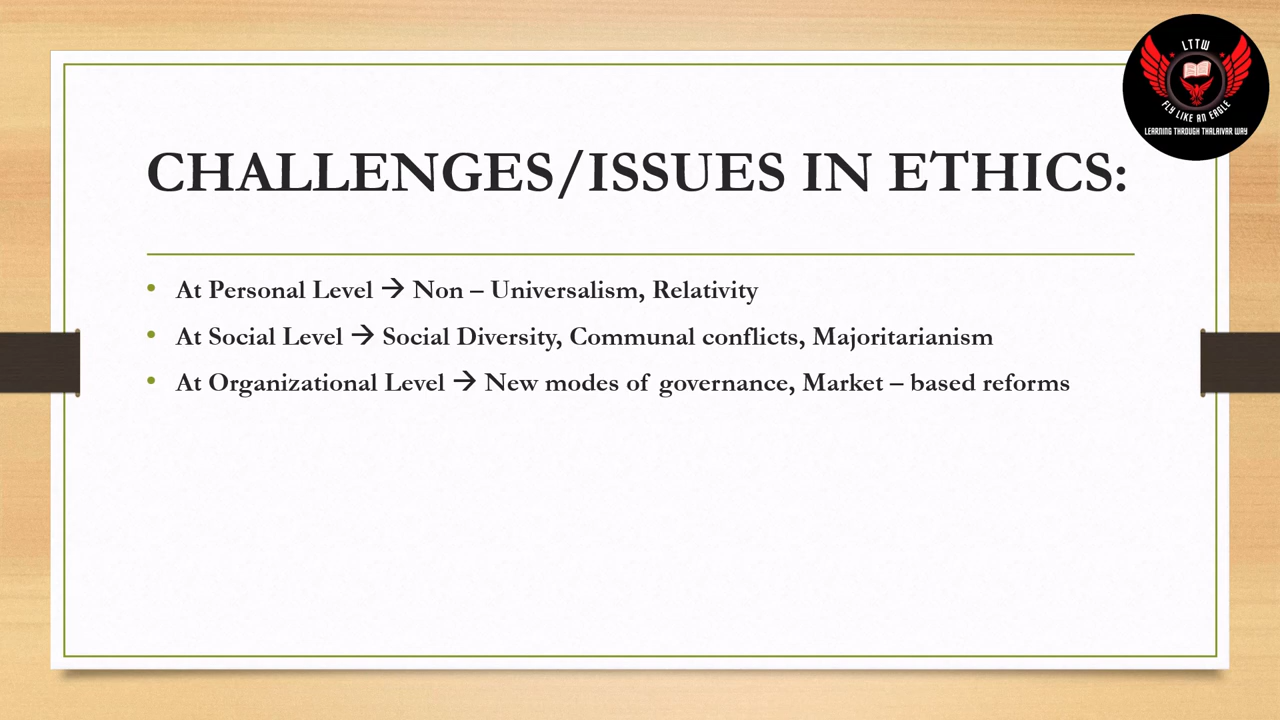 LTTW
FLY LIKE AN EAGLE
LEARNING THROUGH THALAIVAR WAY
CHALLENGES/ISSUES IN ETHICS:
• At Personal Level → Non – Universalism, Relativity
• At Social Level → Social Diversity, Communal conflicts, Majoritarianism
• At Organizational Level → New modes of governance, Market – based reforms